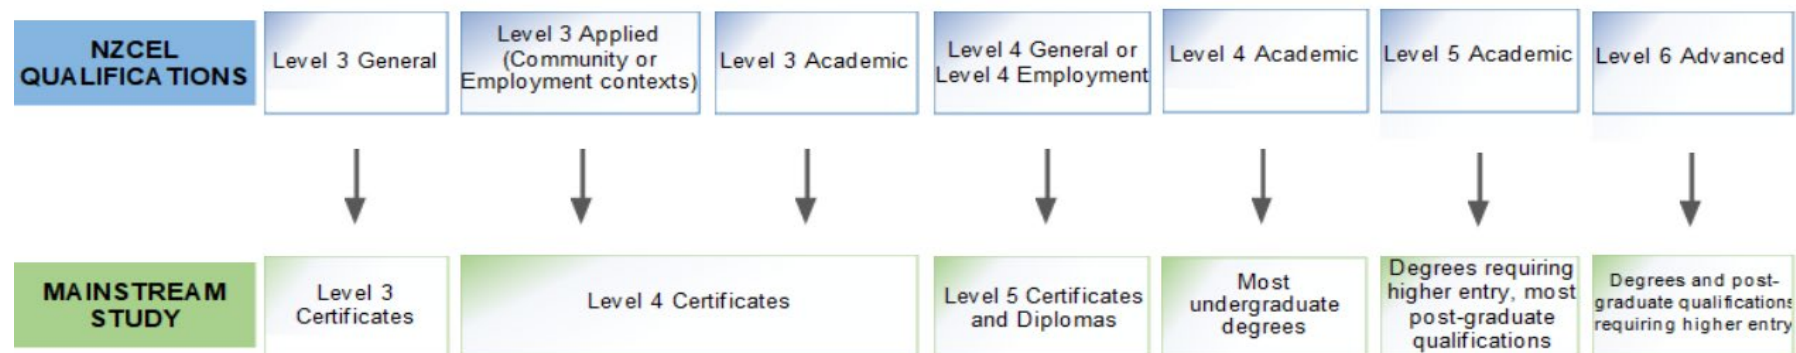 NZCEL
QUALIFICATIONS
Level 3 General
Level 3 Applied
(Community or
Employment contexts)
Level 3 Academic
Level 4 General or
Level 4 Employment
Level 4 Academic
Level 5 Academic
Level 6 Advanced
MAINSTREAM
STUDY
Level 3
Certificates
Level 4 Certificates
Level 5 Certificates
and Diplomas
Most
undergraduate
degrees
Degrees requiring
higher entry, most
post-graduate
qualifications
Degrees and post-
graduate qualifications
requiring higher entry